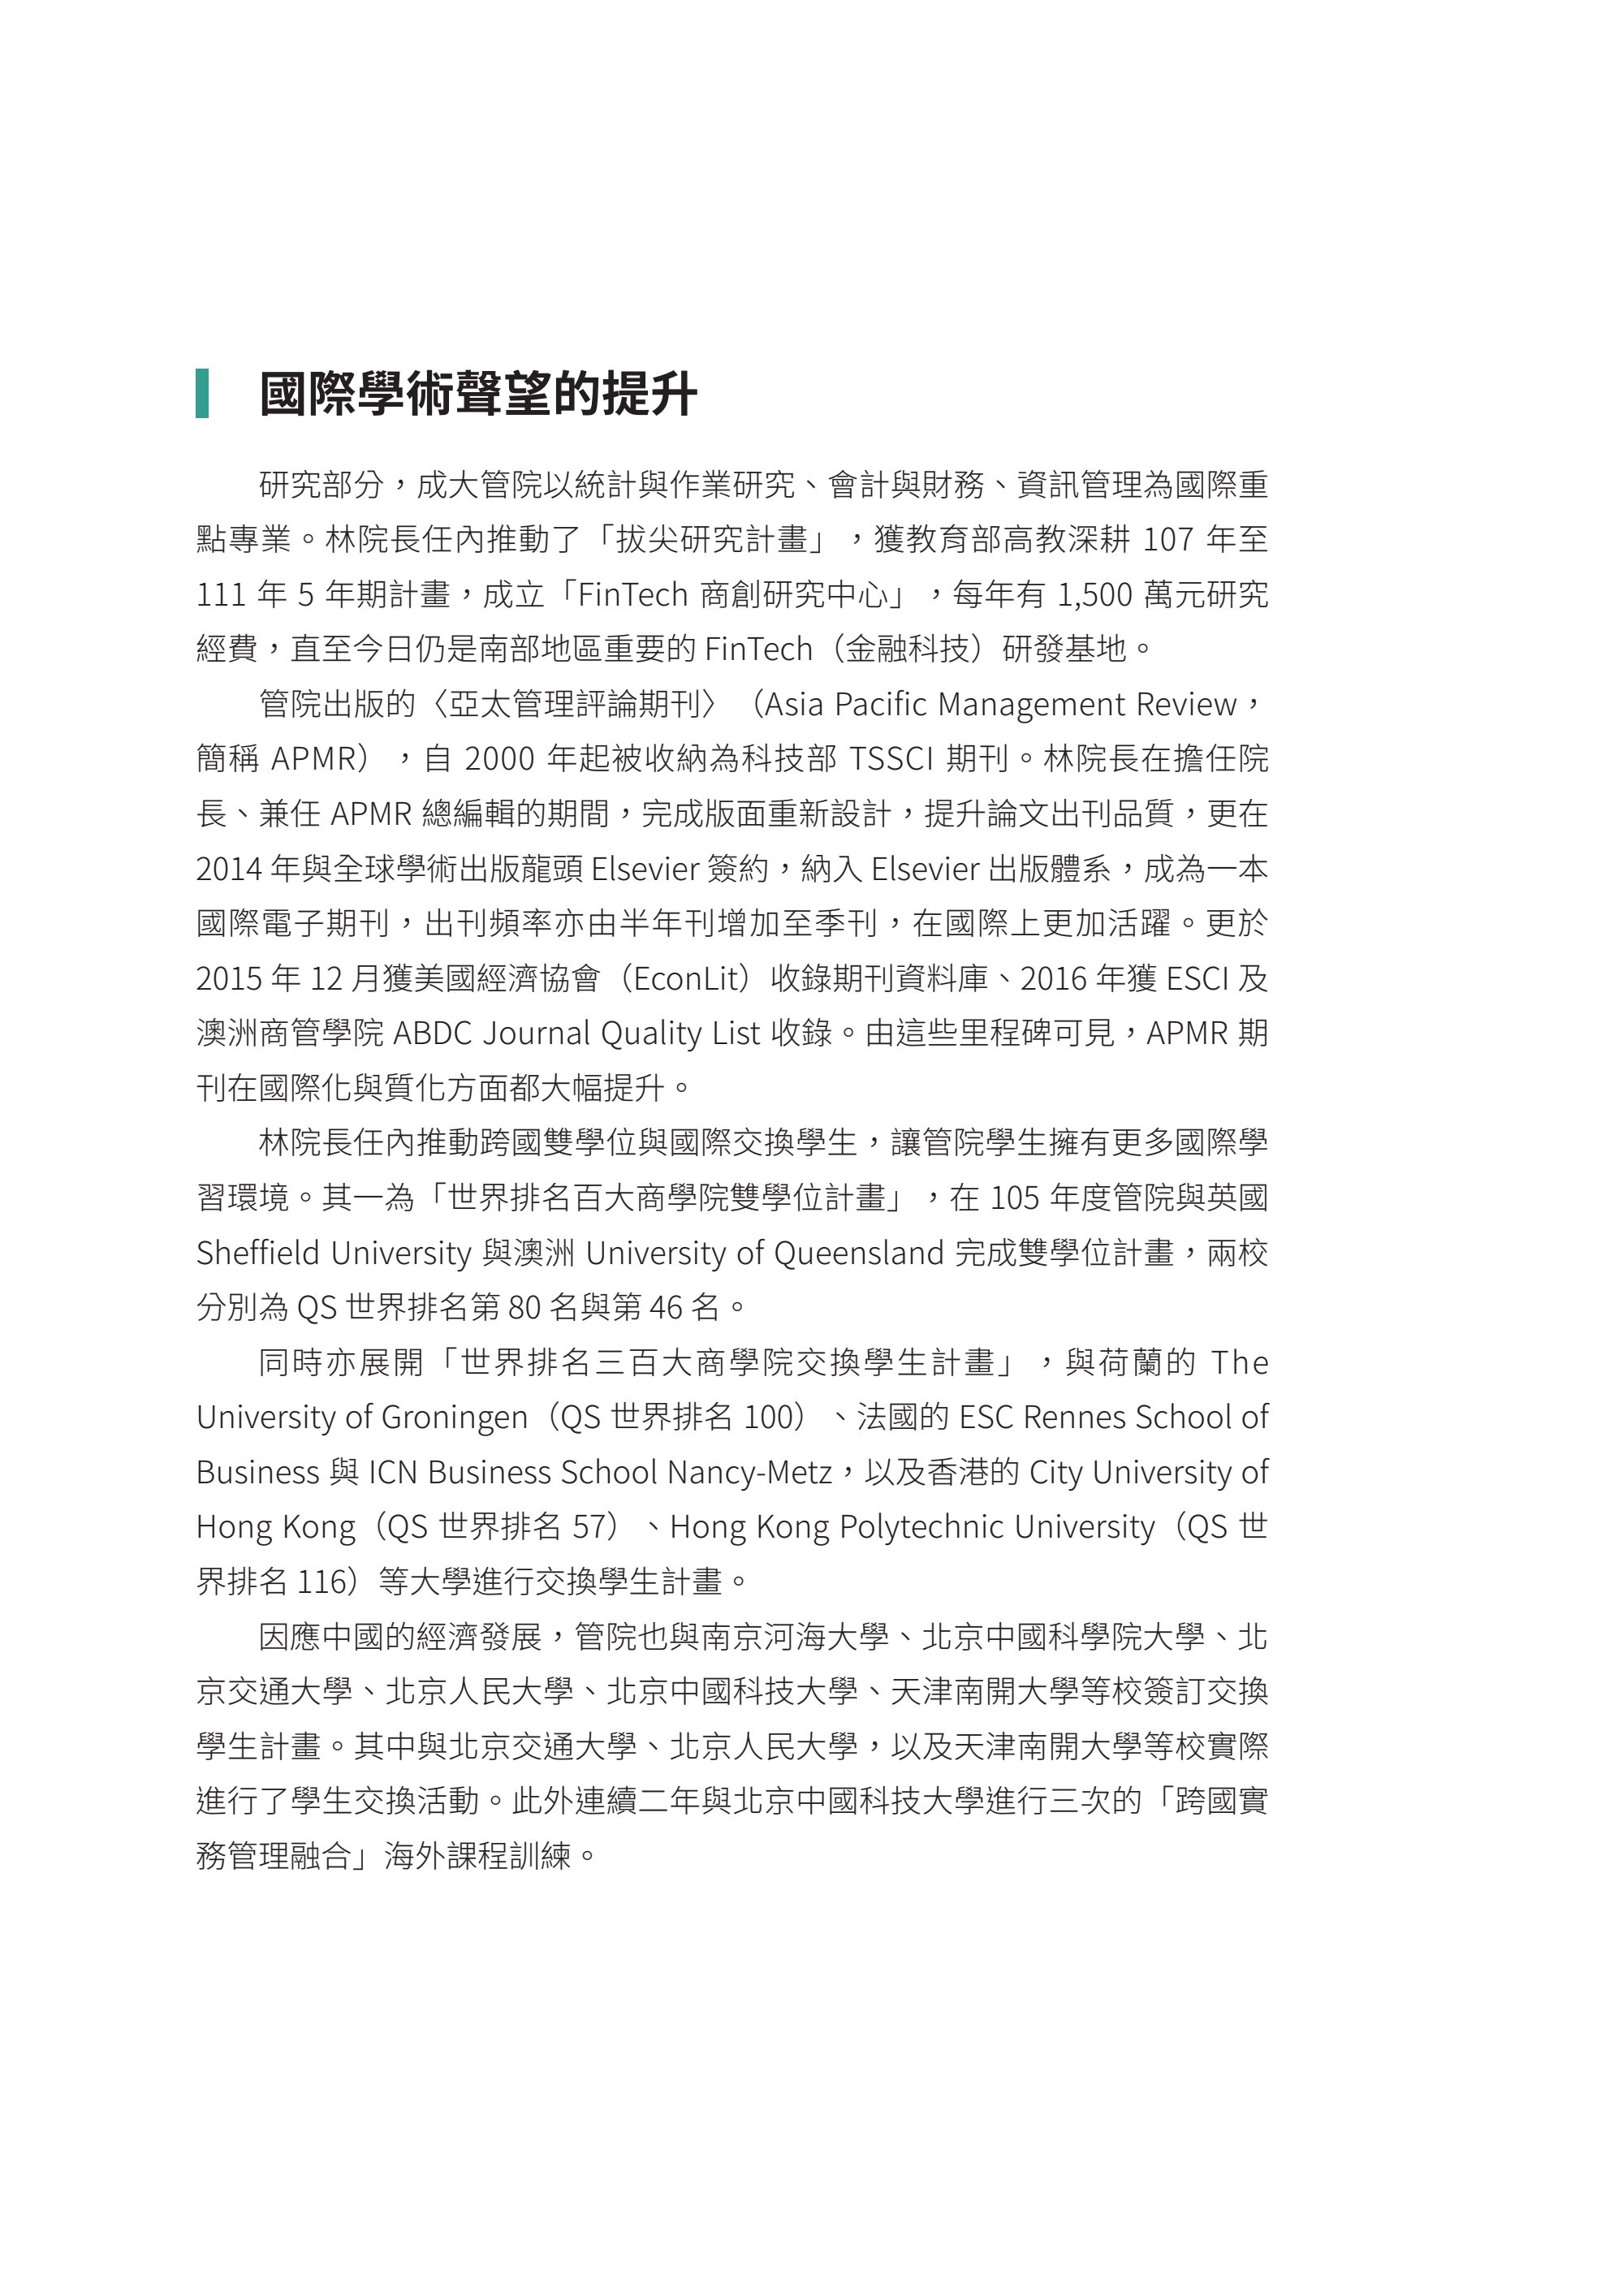 國際學術聲望的提升
研究部分，成大管院以統計與作業研究、會計與財務、資訊管理為國際重
點專業。林院長任內推動了「拔尖研究計畫」，獲教育部高教深耕 107 年至
111 年 5 年期計畫，成立「FinTech 商創研究中心」，每年有 1,500 萬元研究
經費，直至今日仍是南部地區重要的 FinTech（金融科技）研發基地。
管院出版的〈亞太管理評論期刊〉（Asia Pacific Management Review，
簡稱 APMR），自 2000 年起被收納為科技部 TSSCI 期刊。林院長在擔任院
長、兼任 APMR 總編輯的期間，完成版面重新設計，提升論文出刊品質，更在
2014 年與全球學術出版龍頭 Elsevier 簽約，納入 Elsevier 出版體系，成為一本
國際電子期刊，出刊頻率亦由半年刊增加至季刊，在國際上更加活躍。更於
2015 年 12 月獲美國經濟協會（EconLit）收錄期刊資料庫、2016 年獲 ESCI 及
澳洲商管學院 ABDC Journal Quality List 收錄。由這些里程碑可見，APMR 期
刊在國際化與質化方面都大幅提升。
林院長任內推動跨國雙學位與國際交換學生，讓管院學生擁有更多國際學
習環境。其一為「世界排名百大商學院雙學位計畫」，在 105 年度管院與英國
Sheffield University 與澳洲 University of Queensland 完成雙學位計畫，兩校
分別為 QS 世界排名第 80 名與第 46 名。
同時亦展開「世界排名三百大商學院交換學生計畫」，與荷蘭的 The
University of Groningen（QS 世界排名 100）、法國的 ESC Rennes School of
Business 與 ICN Business School Nancy-Metz，以及香港的 City University of
Hong Kong（QS 世界排名 57）、Hong Kong Polytechnic University（QS 世
界排名 116）等大學進行交換學生計畫。
因應中國的經濟發展，管院也與南京河海大學、北京中國科學院大學、北
京交通大學、北京人民大學、北京中國科技大學、天津南開大學等校簽訂交換
學生計畫。其中與北京交通大學、北京人民大學，以及天津南開大學等校實際
進行了學生交換活動。此外連續二年與北京中國科技大學進行三次的「跨國實
務管理融合」海外課程訓練。